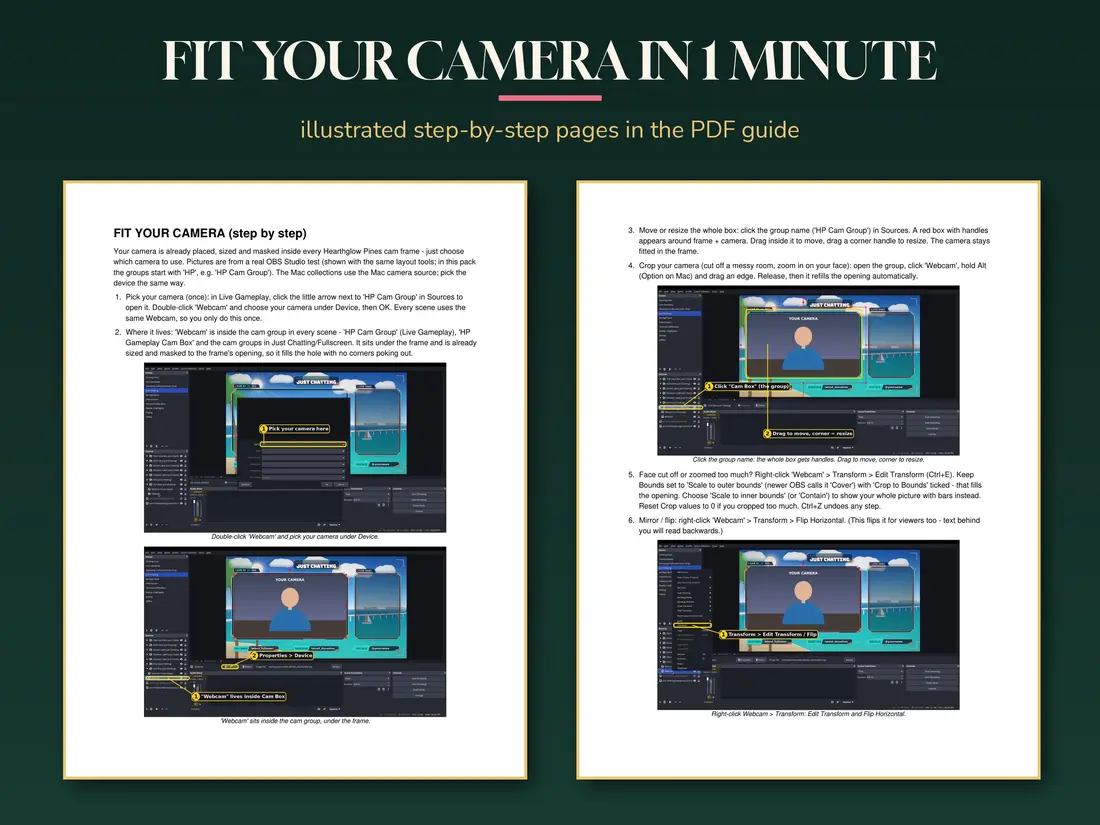 FIT YOUR CAMERA IN 1 MINUTE
illustrated step-by-step pages in the PDF guide
FIT YOUR CAMERA (step by step)
Your camera is already placed, sized and masked inside every Hearthglow Pines cam frame - just choose
which camera to use. Pictures are from a real OBS Studio test (shown with the same layout tools; in this pack
the groups start with 'HP', e.g. 'HP Cam Group'). The Mac collections use the Mac camera source; pick the
device the same way.
1. Pick your camera (once): in Live Gameplay, click the little arrow next to 'HP Cam Group' in Sources to
open it. Double-click 'Webcam' and choose your camera under Device, then OK. Every scene uses the
same Webcam, so you only do this once.
2. Where it lives: 'Webcam' is inside the cam group in every scene - 'HP Cam Group' (Live Gameplay), 'HP
Gameplay Cam Box' and the cam groups in Just Chatting/Fullscreen. It sits under the frame and is already
sized and masked to the frame's opening, so it fills the hole with no corners poking out.
JUST CHATTING
1 Pick your camera here
Double-click 'Webcam' and pick your camera under Device.
JUST CHATTING
YOUR CAMERA
2 Properties > Device
1 "Webcam" lives inside Cam Box
'Webcam' sits inside the cam group, under the frame.
3. Move or resize the whole box: click the group name ('HP Cam Group') in Sources. A red box with handles
appears around frame + camera. Drag inside it to move, drag a corner handle to resize. The camera stays
fitted in the frame.
4. Crop your camera (cut off a messy room, zoom in on your face): open the group, click 'Webcam', hold Alt
(Option on Mac) and drag an edge. Release, then it refills the opening automatically.
JUST CHATTING
YOUR CAMERA
1 Click "Cam Box" (the group)
2 Drag to move, corner = resize
Click the group name: the whole box gets handles. Drag to move, corner to resize.
5. Face cut off or zoomed too much? Right-click 'Webcam' > Transform > Edit Transform (Ctrl+E). Keep
Bounds set to 'Scale to outer bounds' (newer OBS calls it 'Cover') with 'Crop to Bounds' ticked - that fills
the opening. Choose 'Scale to inner bounds' (or 'Contain') to show your whole picture with bars instead.
Reset Crop values to 0 if you cropped too much. Ctrl+Z undoes any step.
6. Mirror / flip: right-click 'Webcam' > Transform > Flip Horizontal. (This flips it for viewers too - text behind
you will read backwards.)
JUST CHATTING
YOUR CAMERA
1 Transform > Edit Transform / Flip
Right-click Webcam > Transform: Edit Transform and Flip Horizontal.